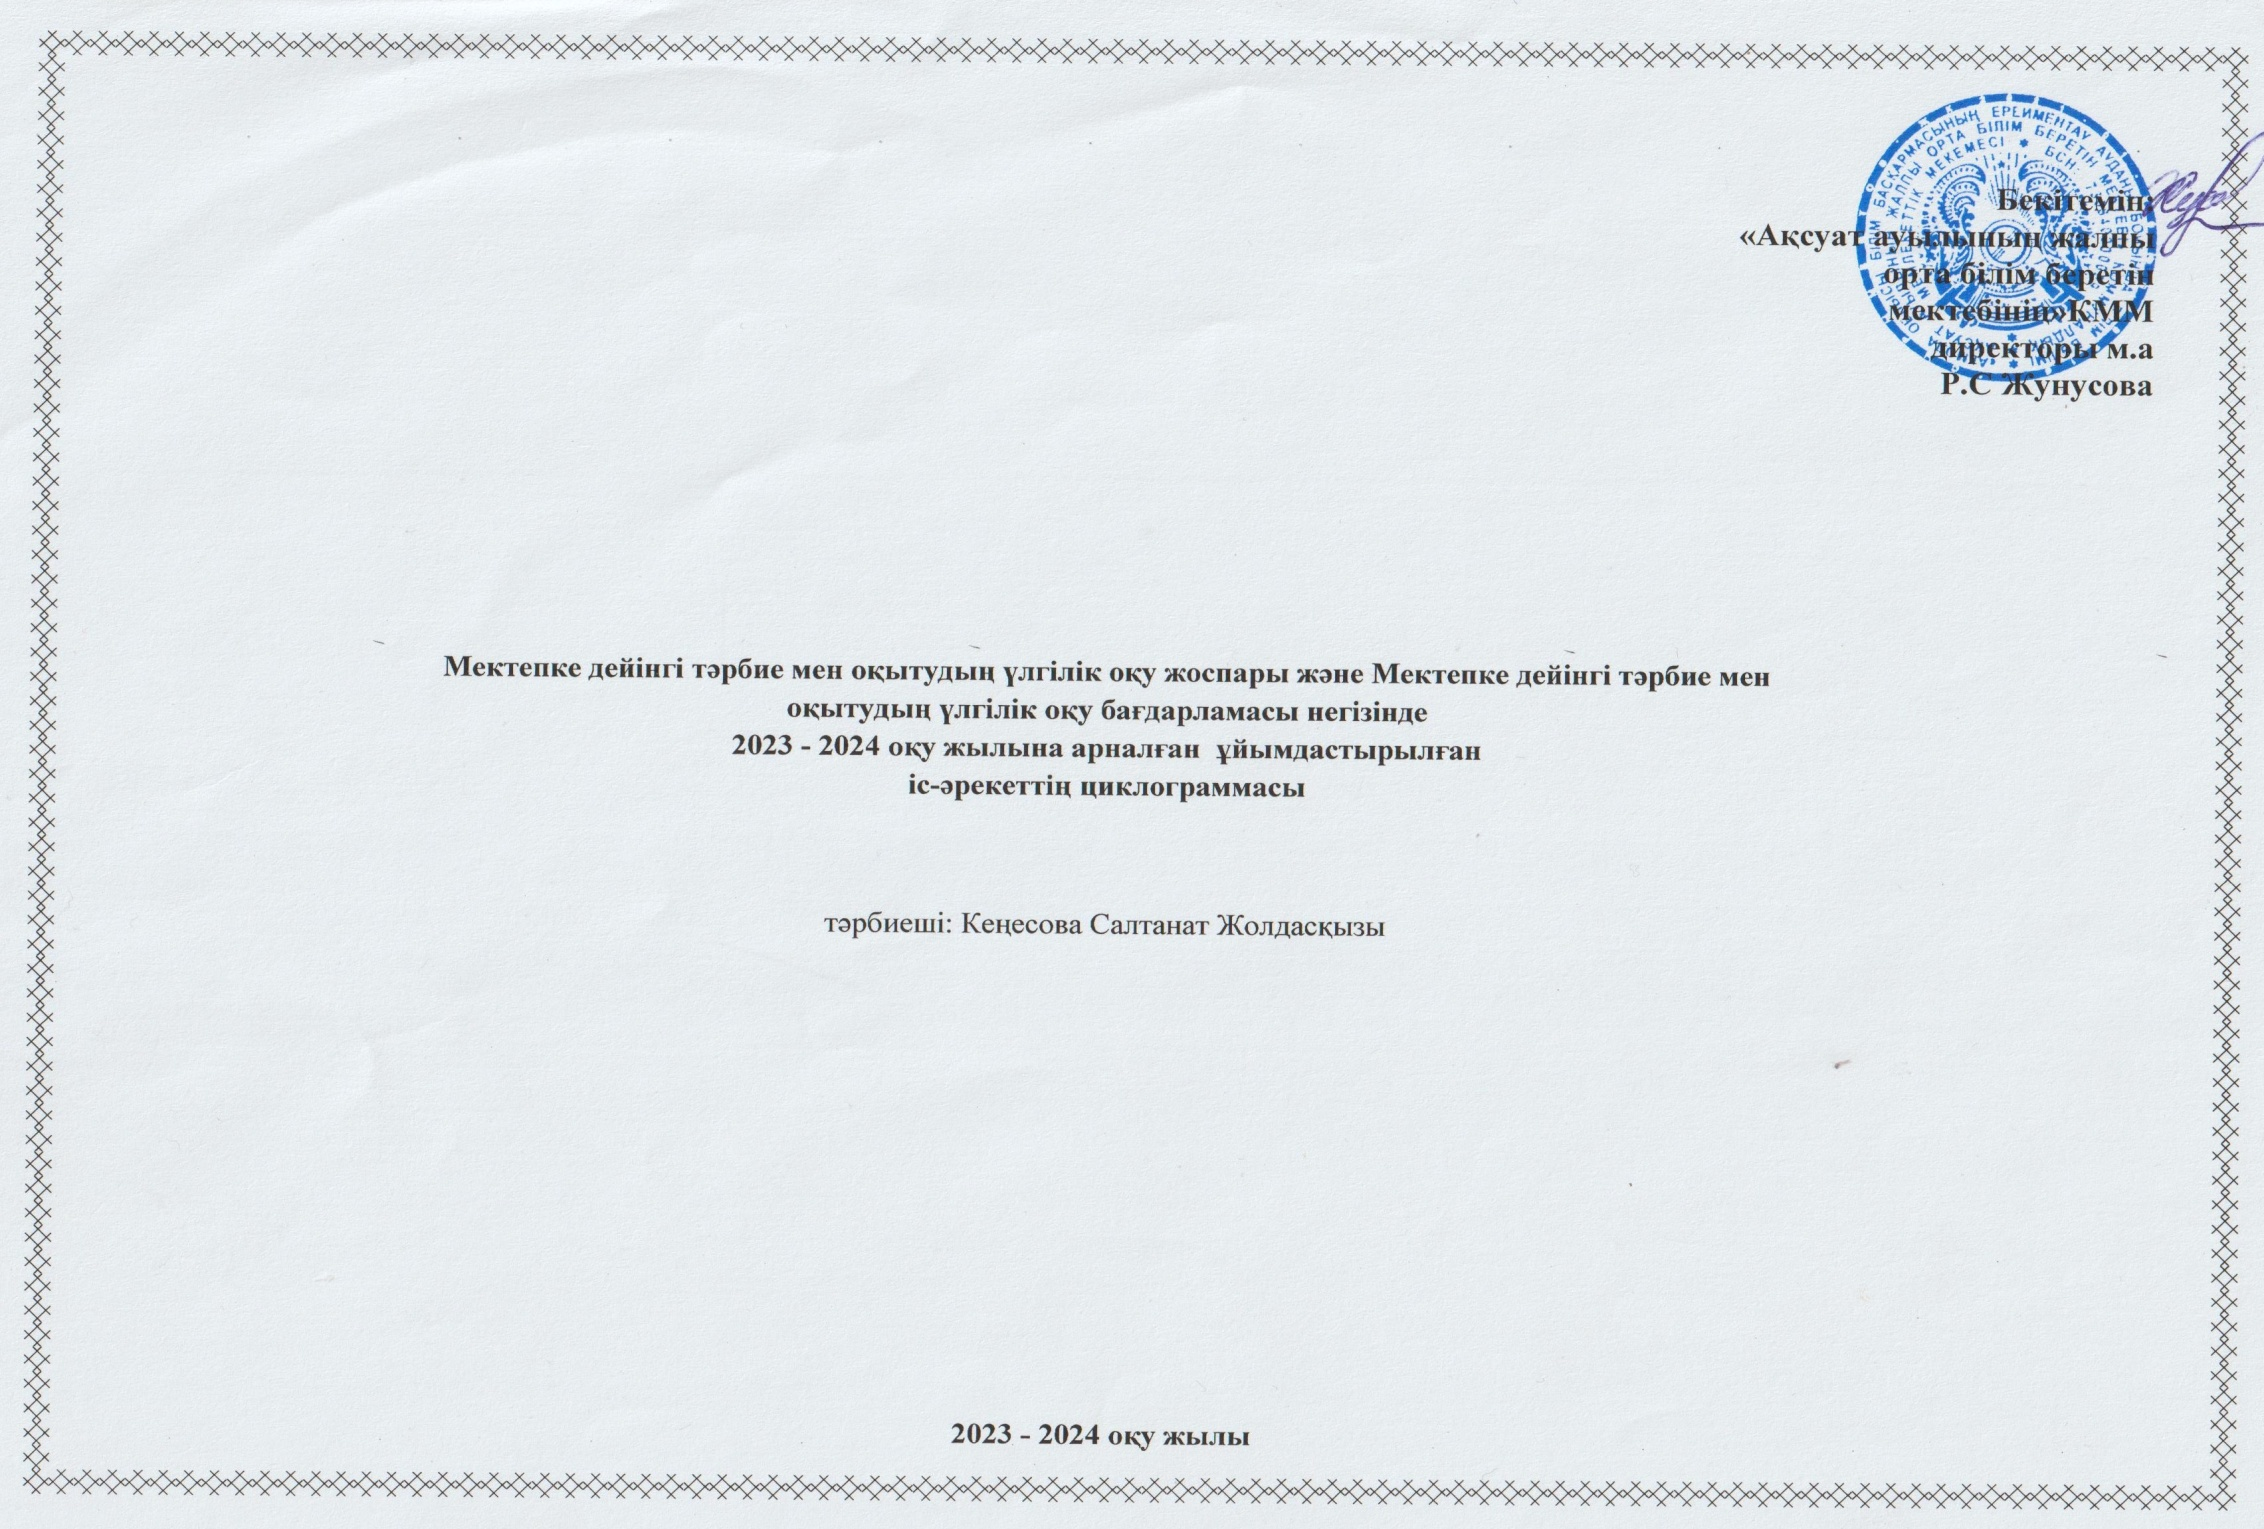 Бекітемін:
«Ақсуат ауылының жалпы
орта білім беретін
мектебінің»КММ
директоры м.а
Р.С Жунусова
Мектепке дейінгі тәрбие мен оқытудың үлгілік оқу жоспары және Мектепке дейінгі тәрбие мен
оқытудың үлгілік оқу бағдарламасы негізінде
2023 - 2024 оқу жылына арналған ұйымдастырылған
іс-әрекеттің циклограммасы
тәрбиеші: Кеңесова Салтанат Жолдасқызы
2023 - 2024 оқу жылы